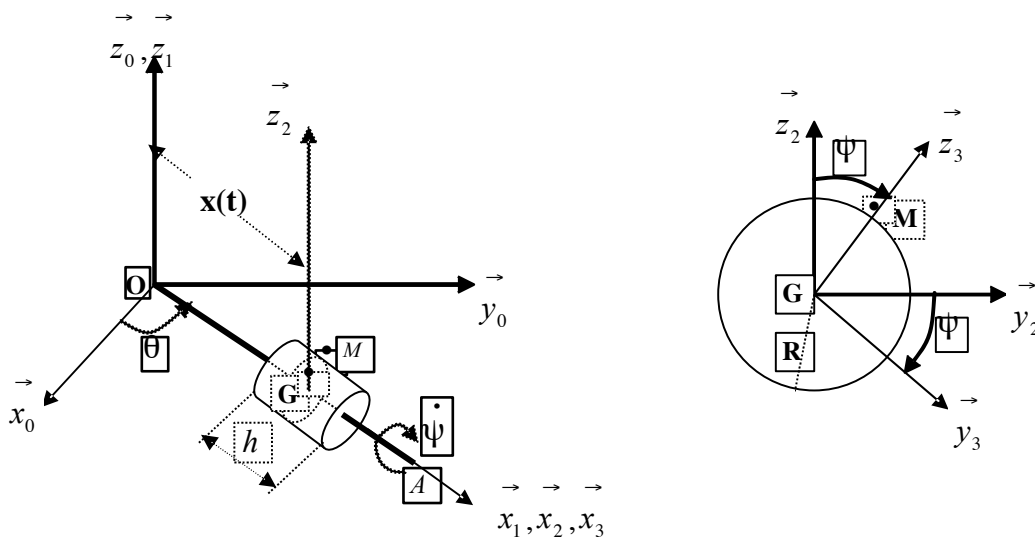 z₀ , z₁
z₂
x(t)
O
y₀
θ
M
G
x₀
h
ψ̇
A
x₁ , x₂ , x₃
z₂
ψ
z₃
M
G
y₂
ψ
R
y₃